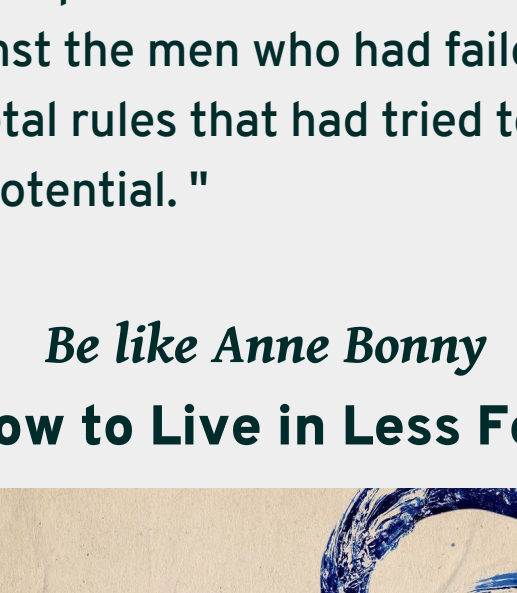 nst the men who had faile
tal rules that had tried t
otential. "
Be like Anne Bonny
ow to Live in Less F